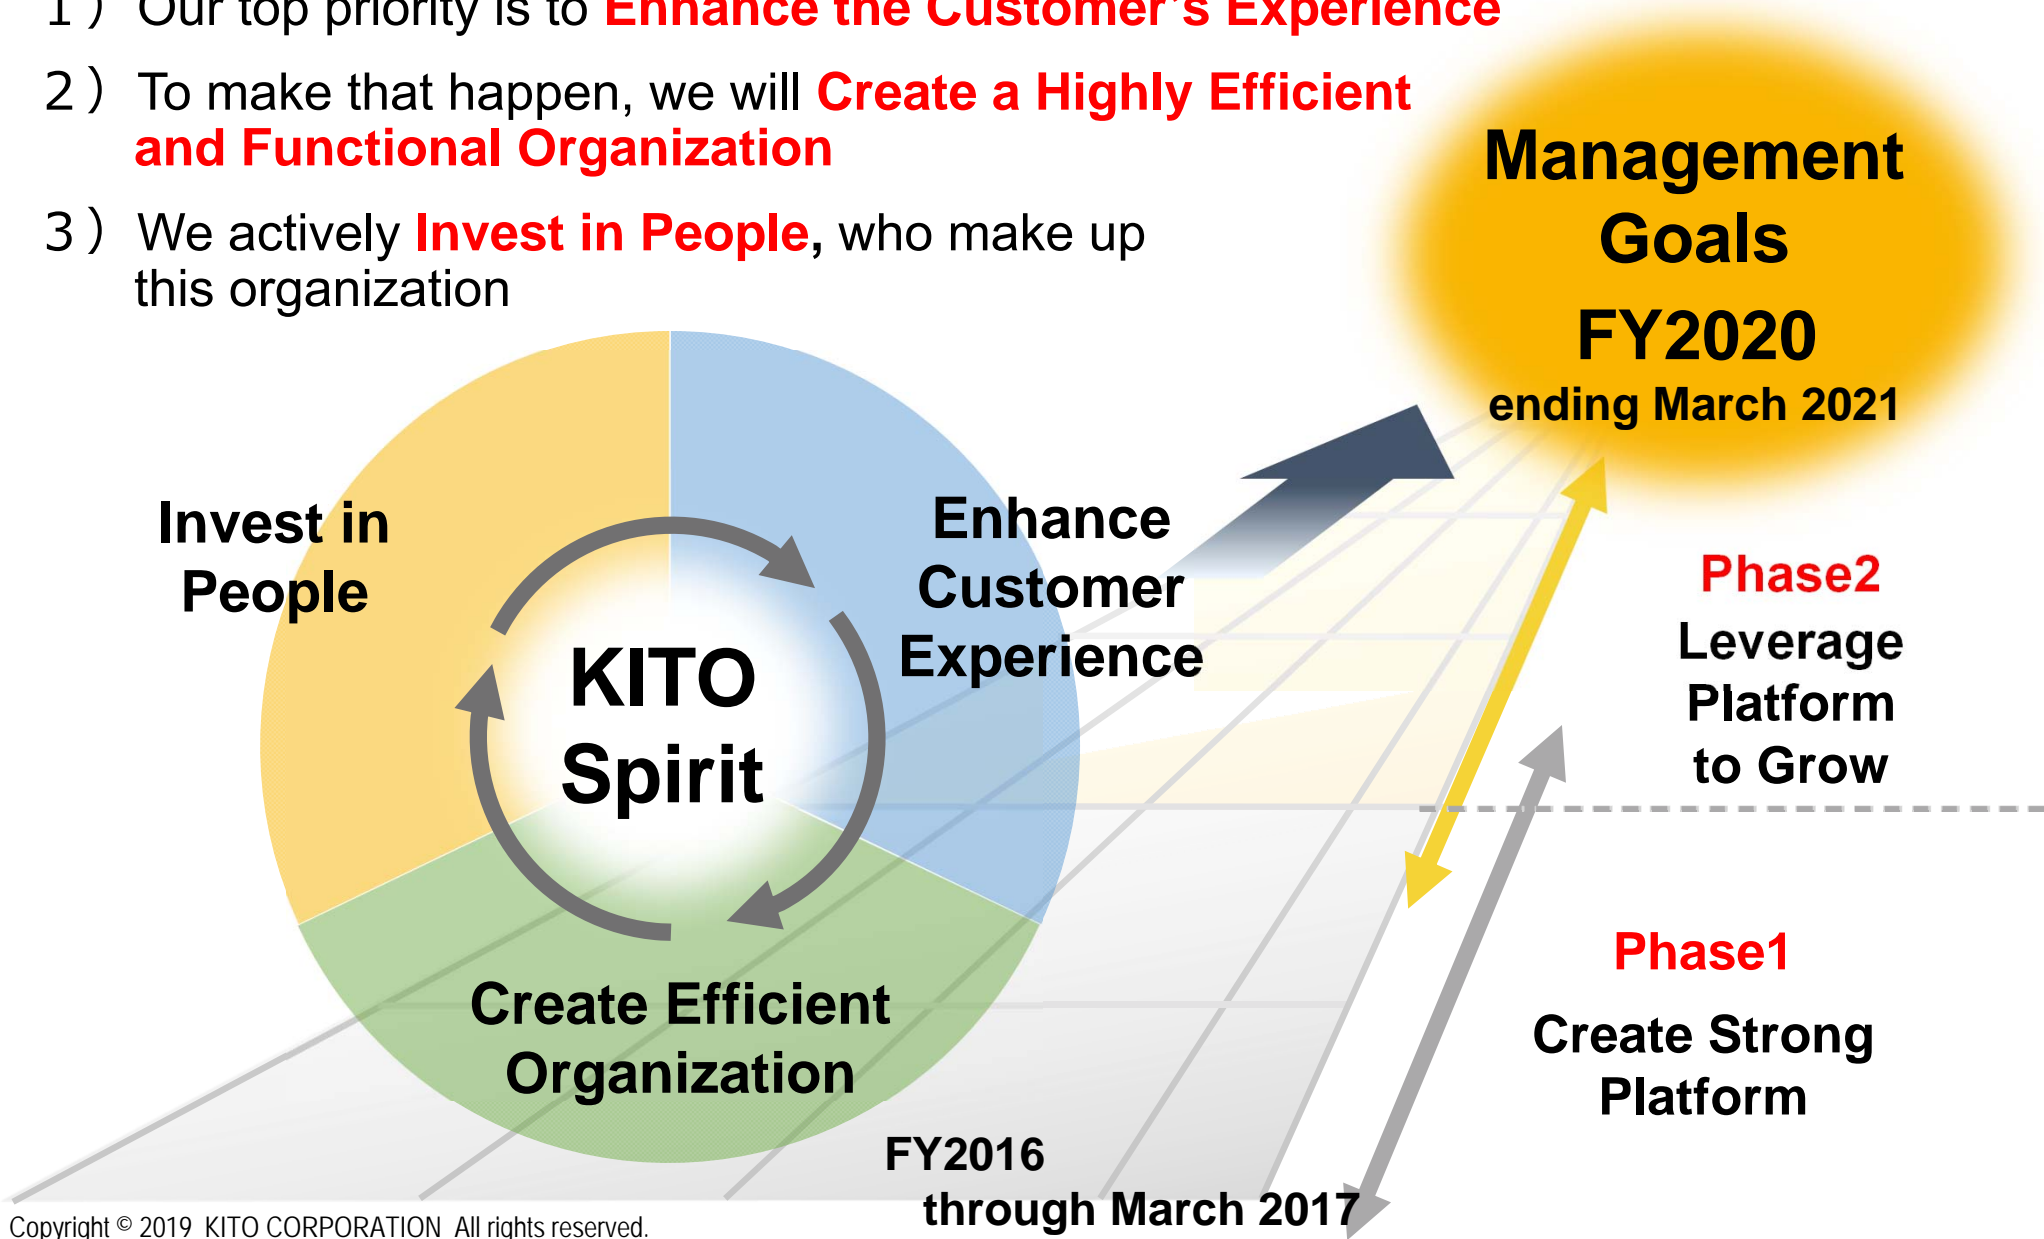 1） Our top priority is to Enhance the Customer's Experience
2） To make that happen, we will Create a Highly Efficient
and Functional Organization
3） We actively Invest in People, who make up
this organization
Management
Goals
FY2020
ending March 2021
Invest in
People
Enhance
Customer
Experience
KITO
Spirit
Create Efficient
Organization
Phase2
Leverage
Platform
to Grow
Phase1
Create Strong
Platform
FY2016
through March 2017
Copyright © 2019 KITO CORPORATION All rights reserved.